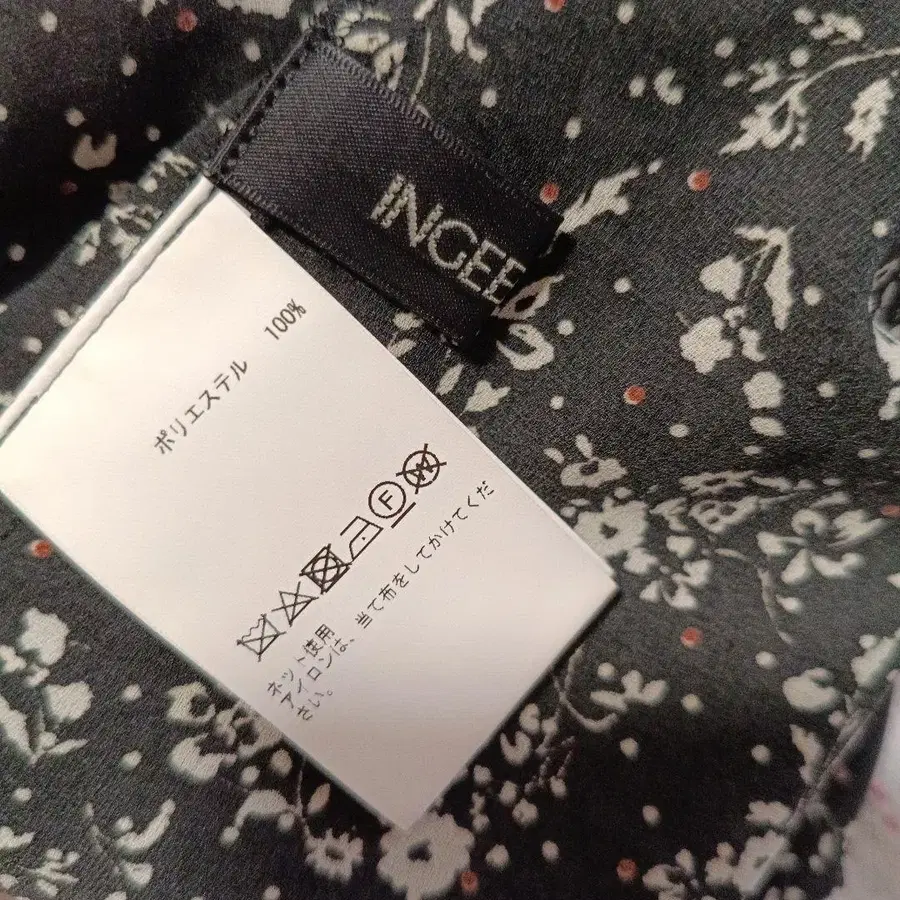 INGEE
ポリエステル 100%
F
W
ネット使用
アイロンは、当て布をしてかけてくだ
さい。